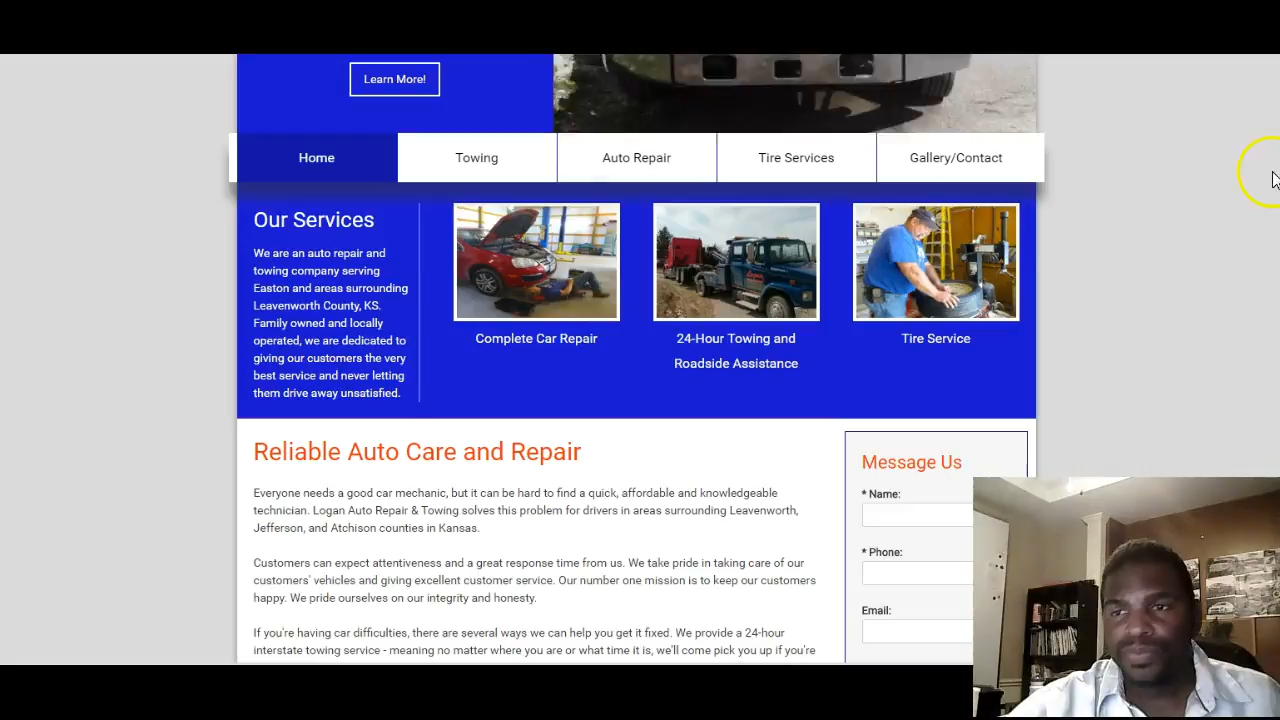 Learn More!
Home
Towing
Auto Repair
Tire Services
Gallery/Contact
Our Services
We are an auto repair and
towing company serving
Easton and areas surrounding
Leavenworth County, KS.
Family owned and locally
operated, we are dedicated to
giving our customers the very
best service and never letting
them drive away unsatisfied.
Complete Car Repair
24-Hour Towing and
Roadside Assistance
Tire Service
Reliable Auto Care and Repair
Everyone needs a good car mechanic, but it can be hard to find a quick, affordable and knowledgeable
technician. Logan Auto Repair & Towing solves this problem for drivers in areas surrounding Leavenworth,
Jefferson, and Atchison counties in Kansas.
Customers can expect attentiveness and a great response time from us. We take pride in taking care of our
customers' vehicles and giving excellent customer service. Our number one mission is to keep our customers
happy. We pride ourselves on our integrity and honesty.
If you're having car difficulties, there are several ways we can help you get it fixed. We provide a 24-hour
interstate towing service - meaning no matter where you are or what time it is, we'll come pick you up if you're
Message Us
* Name:
* Phone:
Email: